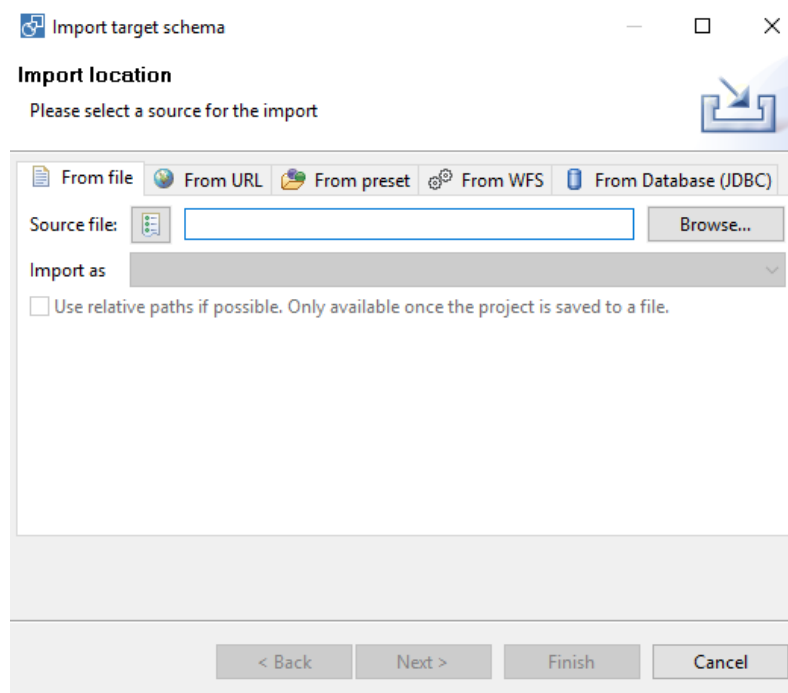 Import target schema
Import location
Please select a source for the import
From file From URL From preset From WFS From Database (JDBC)
Source file: Browse...
Import as
Use relative paths if possible. Only available once the project is saved to a file.
< Back Next > Finish Cancel